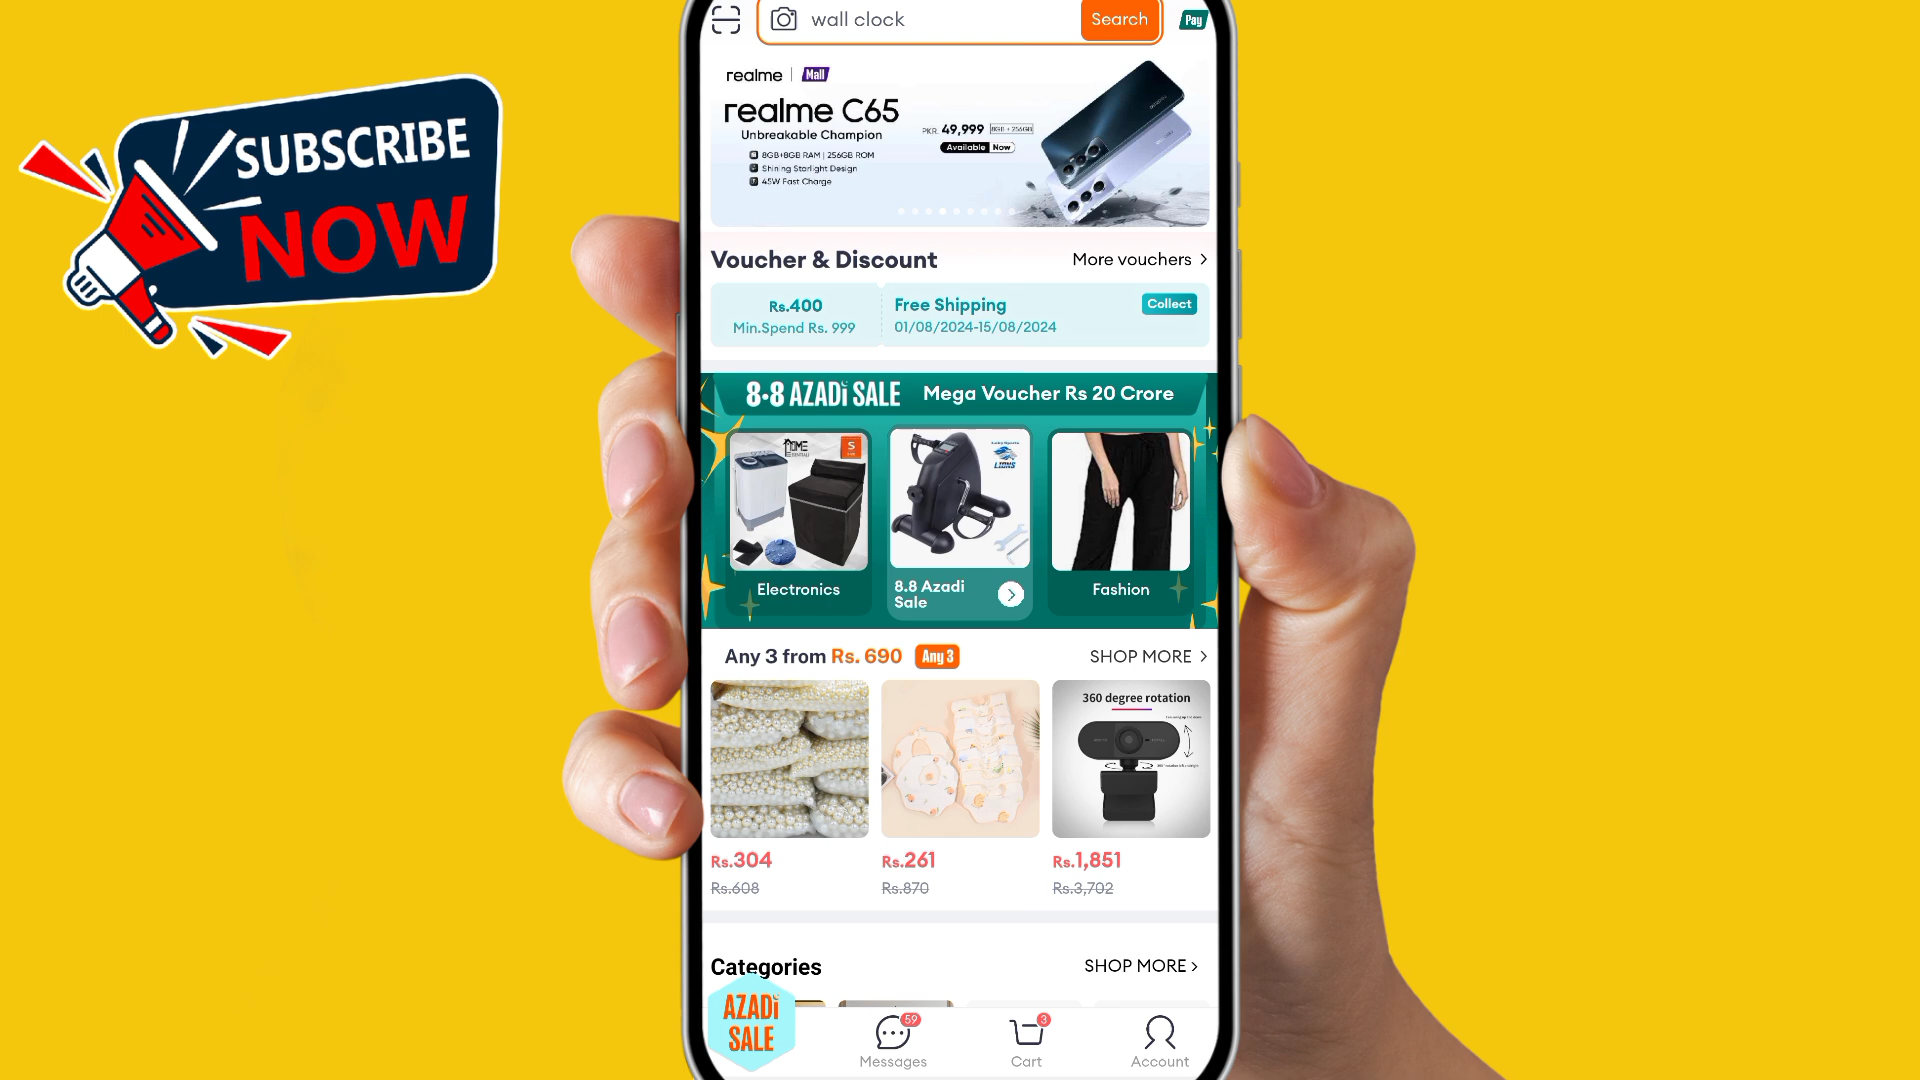 SUBSCRIBE
NOW
wall clock
Search
Pay
realme | Mall
realme C65
Unbreakable Champion
PKR. 49,999 8GB + 256GB
Available Now
8GB+8GB RAM | 256GB ROM
Shining Starlight Design
45W Fast Charge
Voucher & Discount
More vouchers >
Rs.400
Min.Spend Rs. 999
Free Shipping
01/08/2024-15/08/2024
Collect
8.8 AZADi SALE
Mega Voucher Rs 20 Crore
HOME
S
LIONS
Electronics
8.8 Azadi
Sale
Fashion
Any 3 from Rs. 690
Any 3
SHOP MORE >
360 degree rotation
Rs.304
Rs.608
Rs.261
Rs.870
Rs.1,851
Rs.3,702
Categories
SHOP MORE >
AZADi
SALE
59
Messages
3
Cart
Account